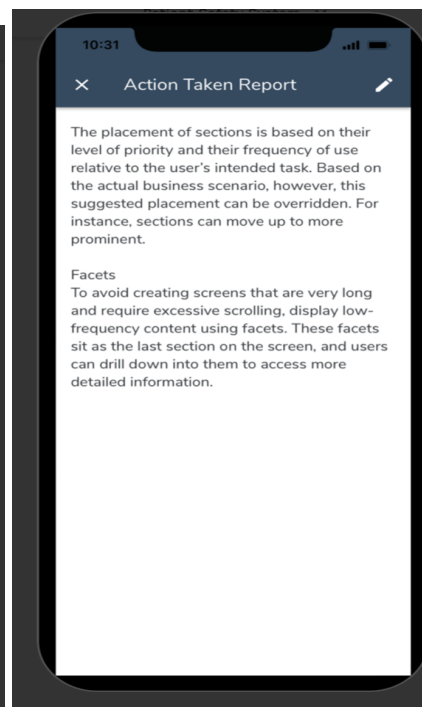 10:31
Action Taken Report
The placement of sections is based on their
level of priority and their frequency of use
relative to the user's intended task. Based on
the actual business scenario, however, this
suggested placement can be overridden. For
instance, sections can move up to more
prominent.
Facets
To avoid creating screens that are very long
and require excessive scrolling, display low-
frequency content using facets. These facets
sit as the last section on the screen, and users
can drill down into them to access more
detailed information.